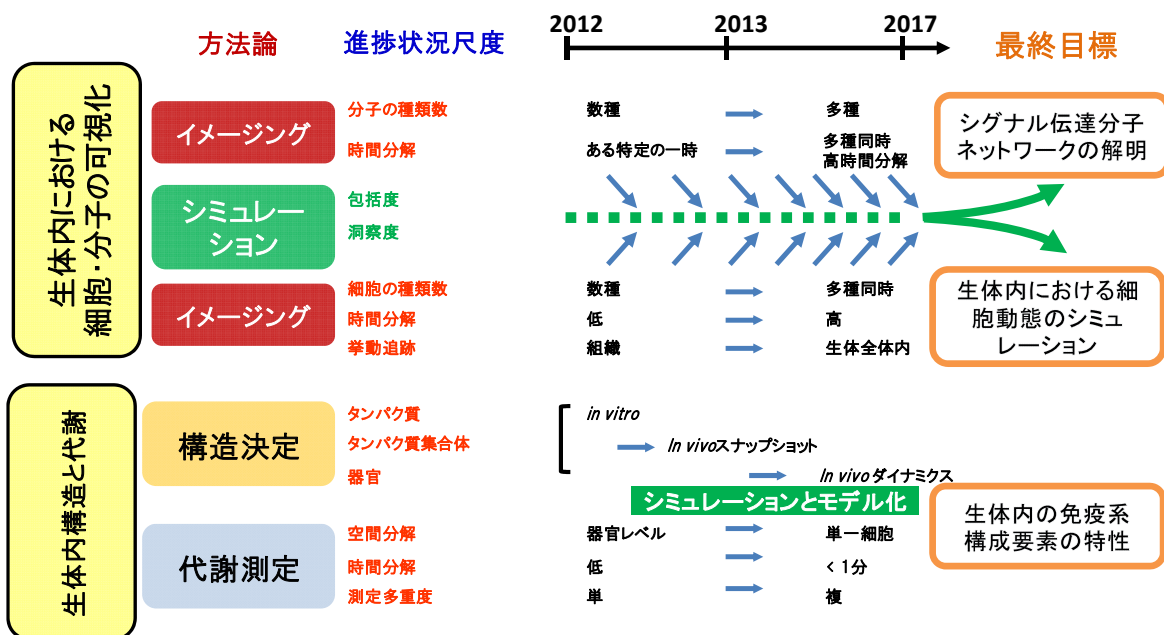 方法論
進捗状況尺度
2012
2013
2017
最終目標
生体内における
細胞・分子の可視化
イメージング
分子の種類数
数種
多種
時間分解
ある特定の一時
多種同時
高時間分解
シグナル伝達分子
ネットワークの解明
シミュレー
ション
包括度
洞察度
イメージング
細胞の種類数
数種
多種同時
時間分解
低
高
挙動追跡
組織
生体全体内
生体内における細
胞動態のシミュ
レーション
生体内構造と代謝
構造決定
タンパク質
in vitro
タンパク質集合体
In vivoスナップショット
器官
In vivoダイナミクス
シミュレーションとモデル化
代謝測定
空間分解
器官レベル
単一細胞
時間分解
低
< 1分
測定多重度
単
複
生体内の免疫系
構成要素の特性